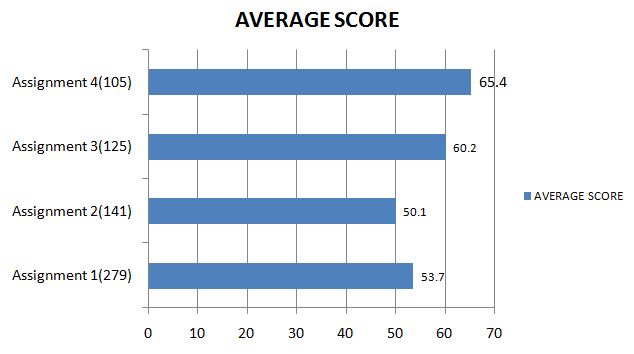 AVERAGE SCORE
Assignment 4(105)
65.4
Assignment 3(125)
60.2
AVERAGE SCORE
Assignment 2(141)
50.1
Assignment 1(279)
53.7
0 10 20 30 40 50 60 70